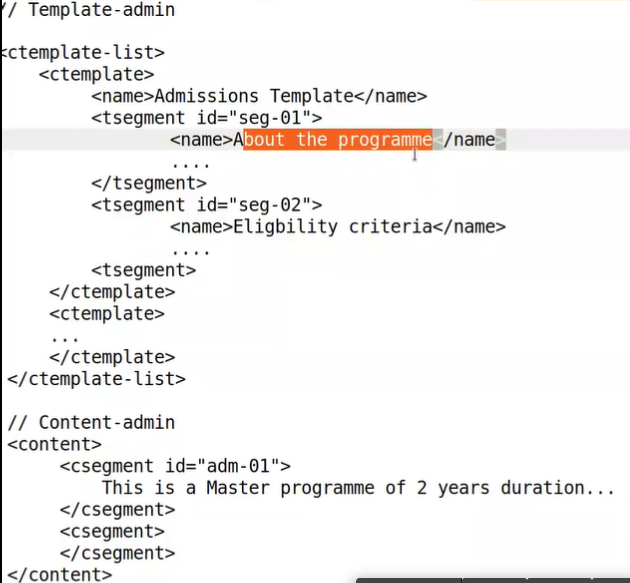 // Template-admin
<ctemplate-list>
<ctemplate>
<name>Admissions Template</name>
<tsegment id="seg-01">
<name>About the programme</name>
....
</tsegment>
<tsegment id="seg-02">
<name>Eligbility criteria</name>
....
<tsegment>
</ctemplate>
<ctemplate>
...
</ctemplate>
</ctemplate-list>
// Content-admin
<content>
<csegment id="adm-01">
This is a Master programme of 2 years duration...
</csegment>
<csegment>
</csegment>
</content>